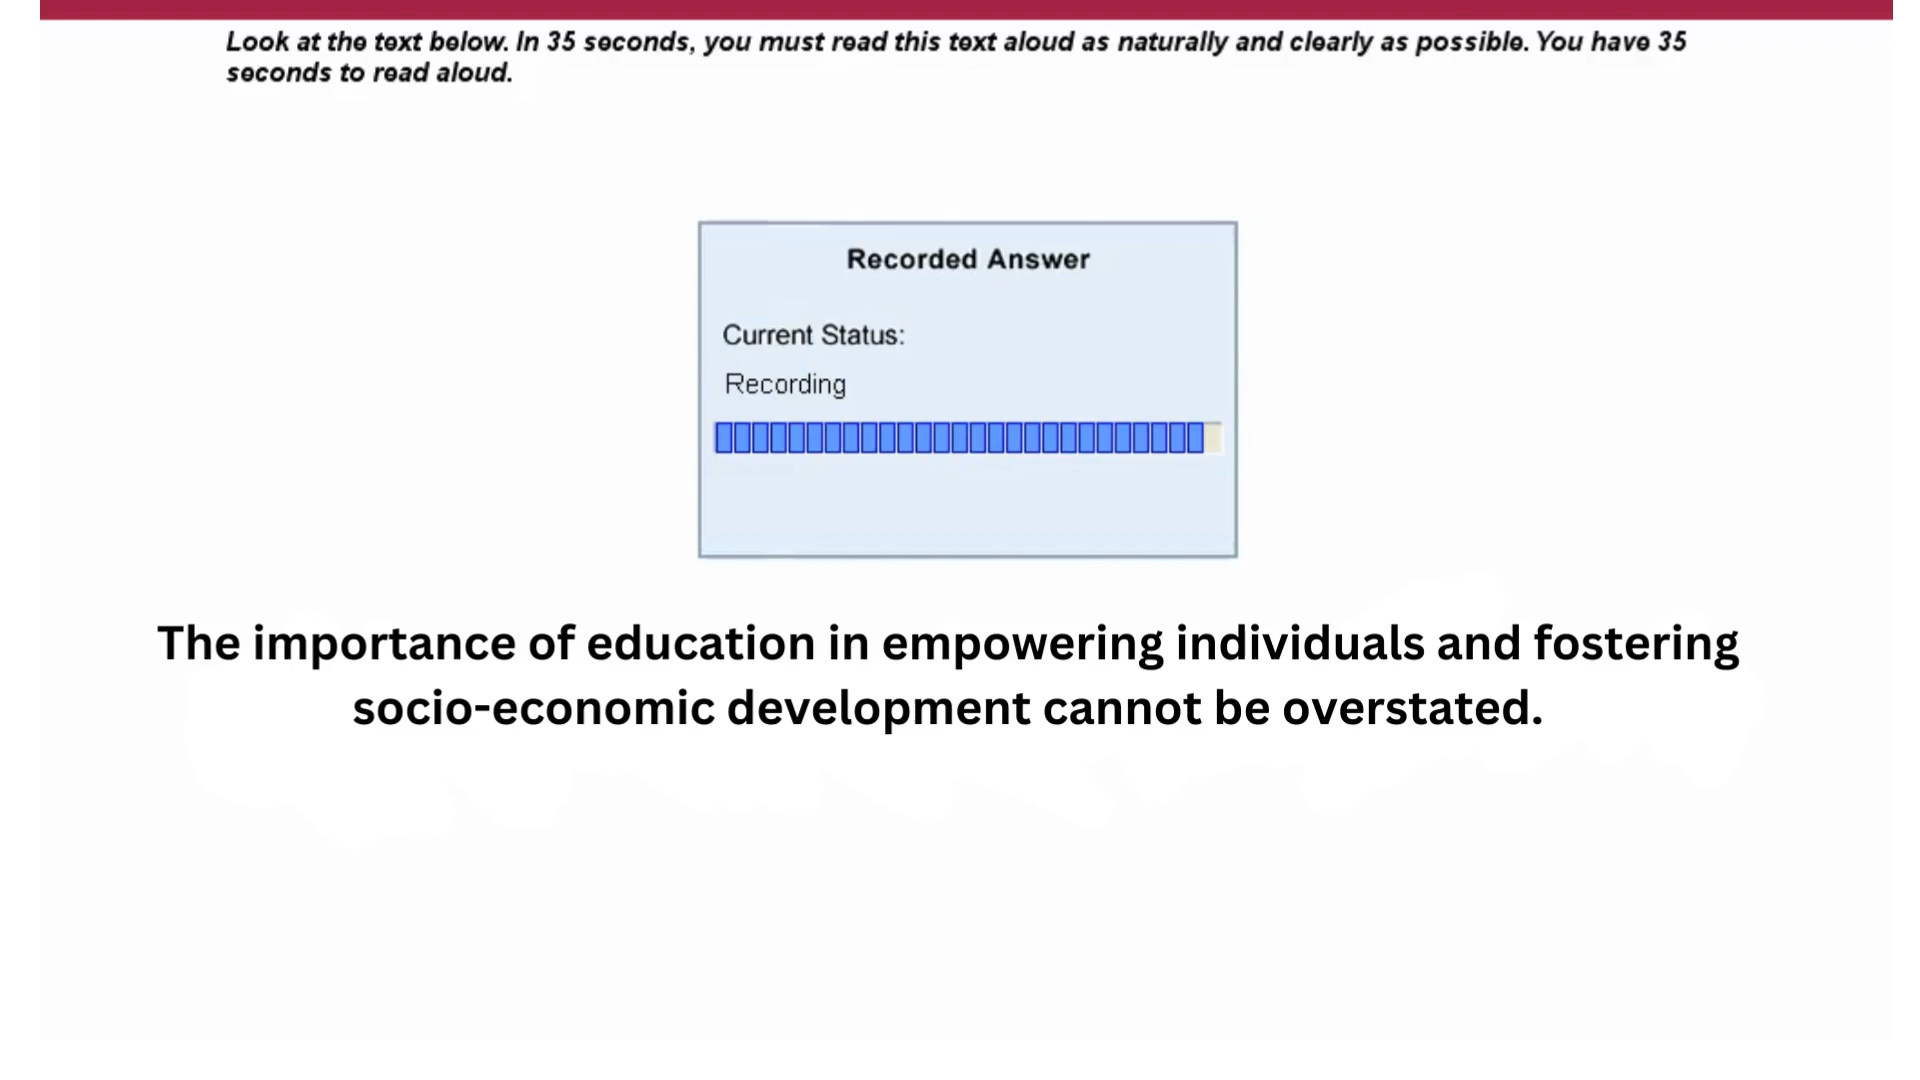 Look at the text below. In 35 seconds, you must read this text aloud as naturally and clearly as possible. You have 35
seconds to read aloud.
Recorded Answer
Current Status:
Recording
The importance of education in empowering individuals and fostering
socio-economic development cannot be overstated.